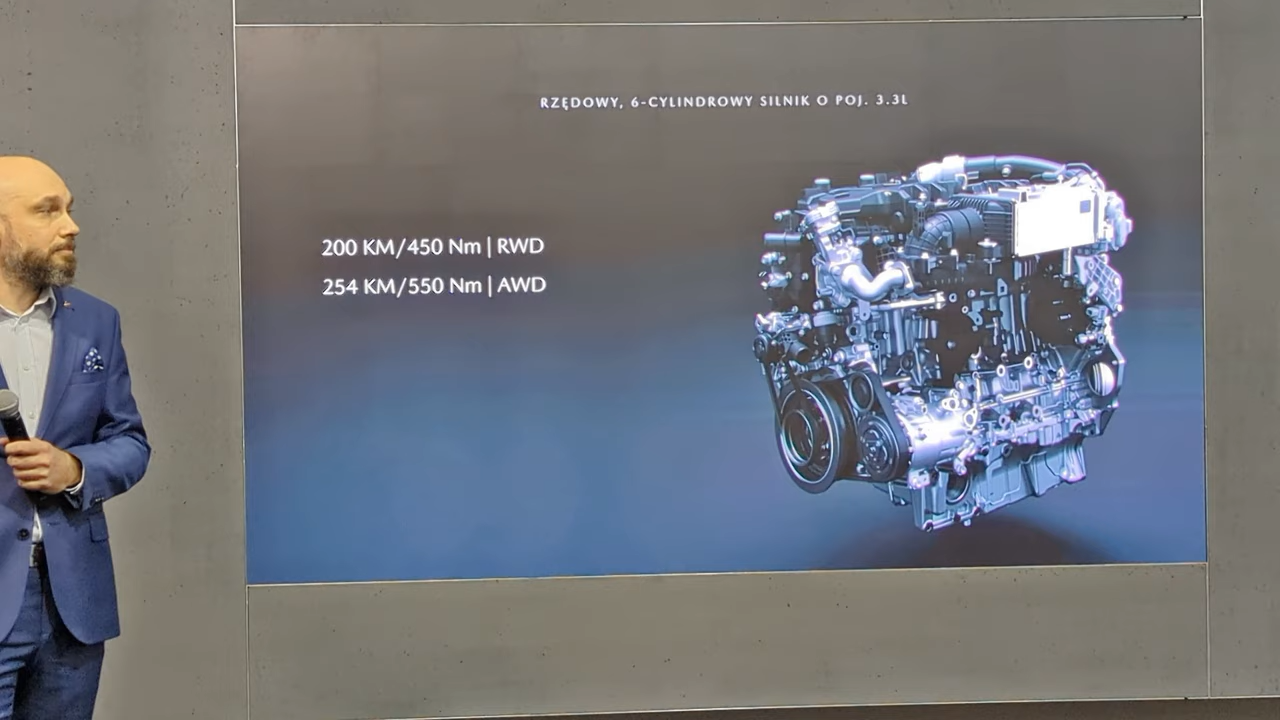 RZĘDOWY, 6-CYLINDROWY SILNIK O POJ. 3.3L
200 KM/450 Nm | RWD
254 KM/550 Nm | AWD